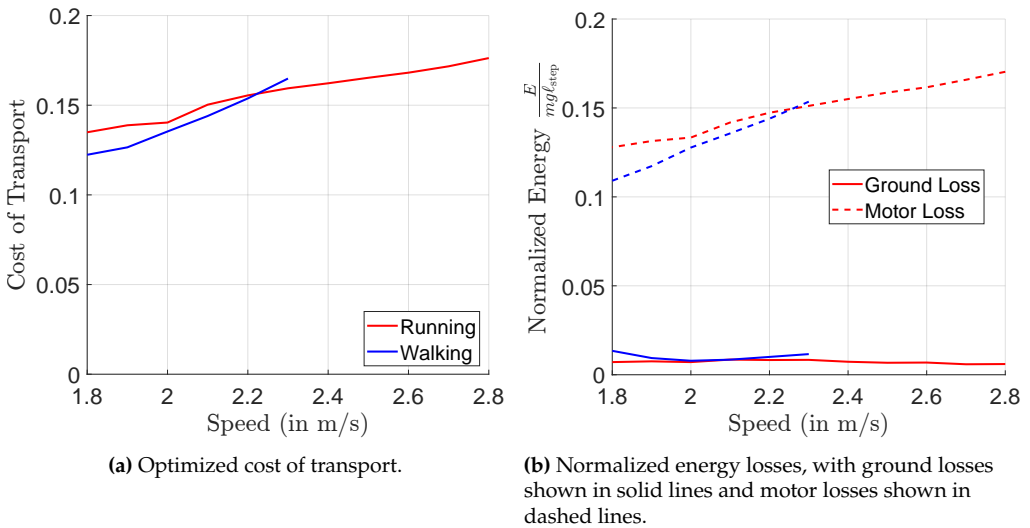 0.2
0.15
0.1
0.05
0
Cost of Transport
1.8
2
2.2
2.4
2.6
2.8
Speed (in m/s)
Running
Walking
(a) Optimized cost of transport.
0.2
0.15
0.1
0.05
0
Normalized Energy E/mgℓstep
1.8
2
2.2
2.4
2.6
2.8
Speed (in m/s)
Ground Loss
Motor Loss
(b) Normalized energy losses, with ground losses
shown in solid lines and motor losses shown in
dashed lines.